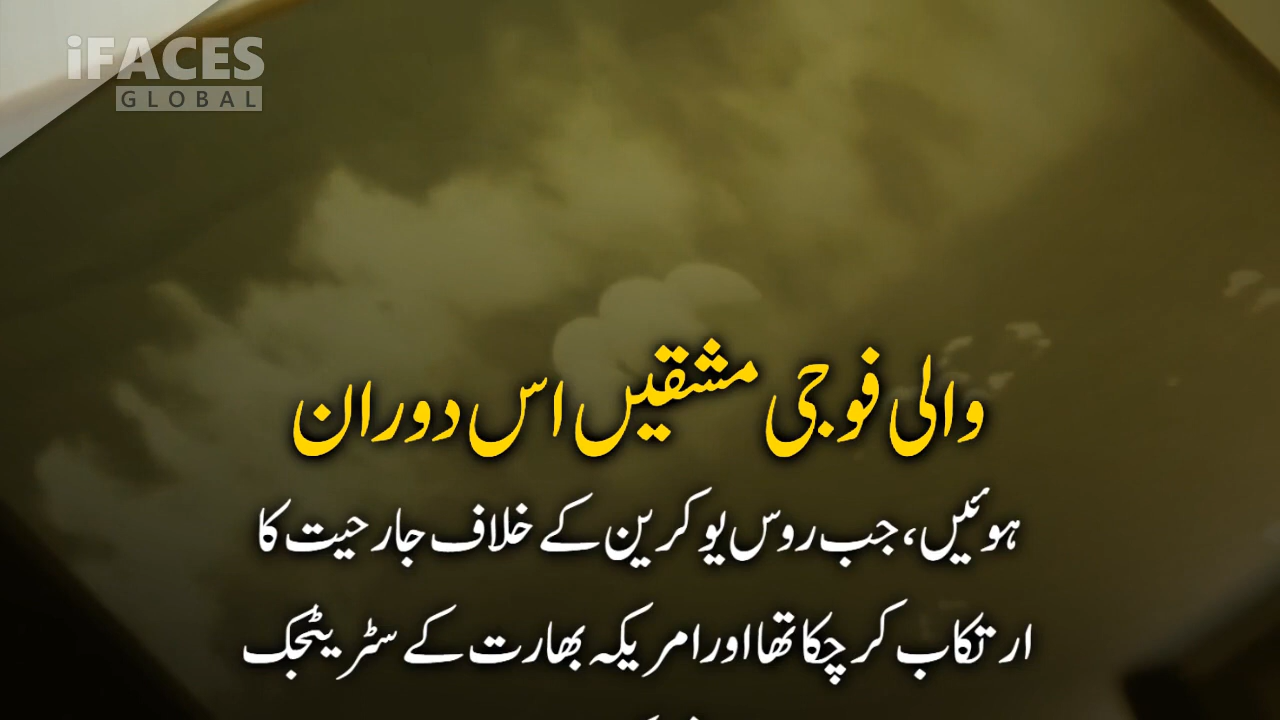 iFACES
GLOBAL
والی فوجی مشقیں اس دوران
ہوئیں، جب روس یوکرین کے خلاف جارحیت کا
ارتکاب کرچکا تھا اور امریکہ بھارت کے سٹریٹجک